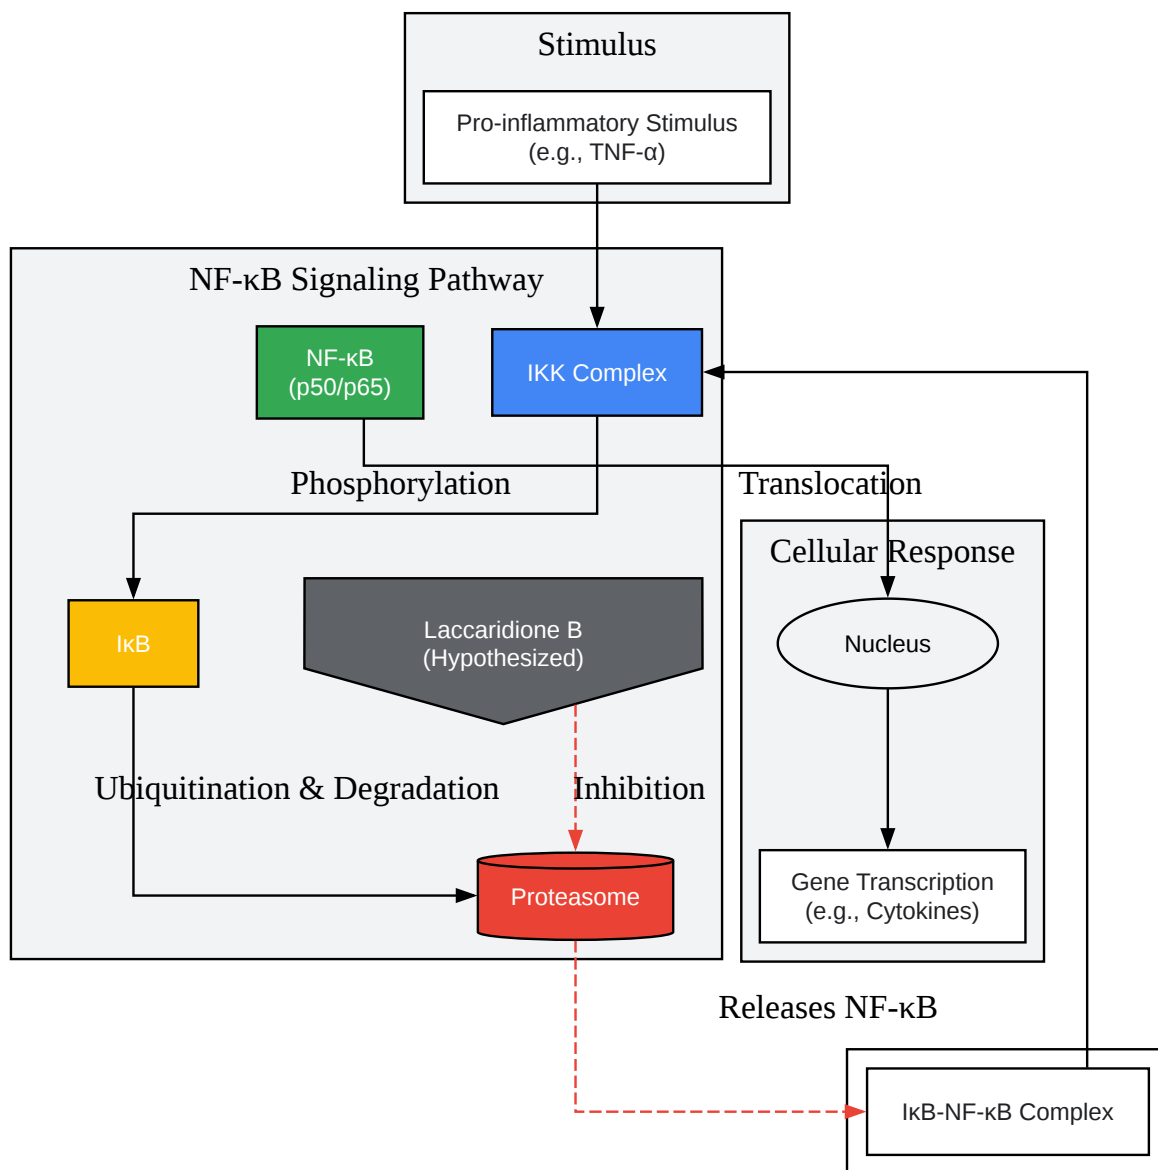 Stimulus
Pro-inflammatory Stimulus
(e.g., TNF-α)
NF-κB Signaling Pathway
NF-κB
(p50/p65)
IKK Complex
Phosphorylation
Translocation
Cellular Response
IκB
Laccaridione B
(Hypothesized)
Nucleus
Ubiquitination & Degradation
Inhibition
Proteasome
Gene Transcription
(e.g., Cytokines)
Releases NF-κB
IκB-NF-κB Complex